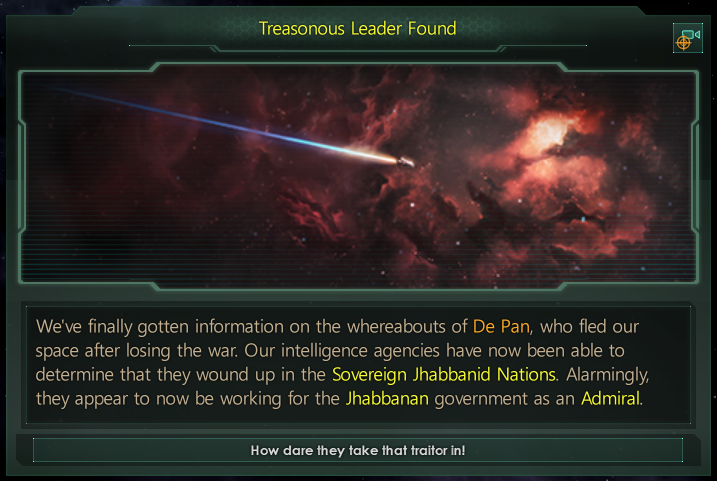 Treasonous Leader Found
We've finally gotten information on the whereabouts of De Pan, who fled our
space after losing the war. Our intelligence agencies have now been able to
determine that they wound up in the Sovereign Jhabbanid Nations. Alarmingly,
they appear to now be working for the Jhabbanan government as an Admiral.
How dare they take that traitor in!